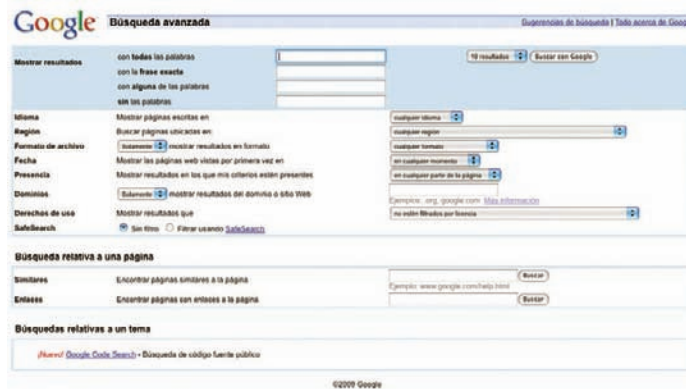 Google Búsqueda avanzada Sugerencias de búsqueda | Todo acerca de Goog
Mostrar resultados con todas las palabras 10 resultados Buscar con Google
con la frase exacta
con alguna de las palabras
sin las palabras
Idioma Mostrar páginas escritas en cualquier idioma
Región Buscar páginas ubicadas en: cualquier región
Formato de archivo Solamente mostrar resultados en formato cualquier formato
Fecha Mostrar las páginas web vistas por primera vez en en cualquier momento
Presencia Mostrar resultados en los que mis criterios estén presentes en cualquier parte de la página
Dominios Solamente mostrar resultados del dominio o sitio Web
Ejemplos: .org, google.com Más información
Derechos de uso Mostrar resultados que no estén filtrados por licencia
SafeSearch Sin filtro Filtrar usando SafeSearch
Búsqueda relativa a una página
Similares Encontrar páginas similares a la página Buscar
Ejemplo: www.google.com/help.html
Enlaces Encontrar páginas con enlaces a la página Buscar
Búsquedas relativas a un tema
¡Nuevo! Google Code Search - Búsqueda de código fuente público
©2009 Google